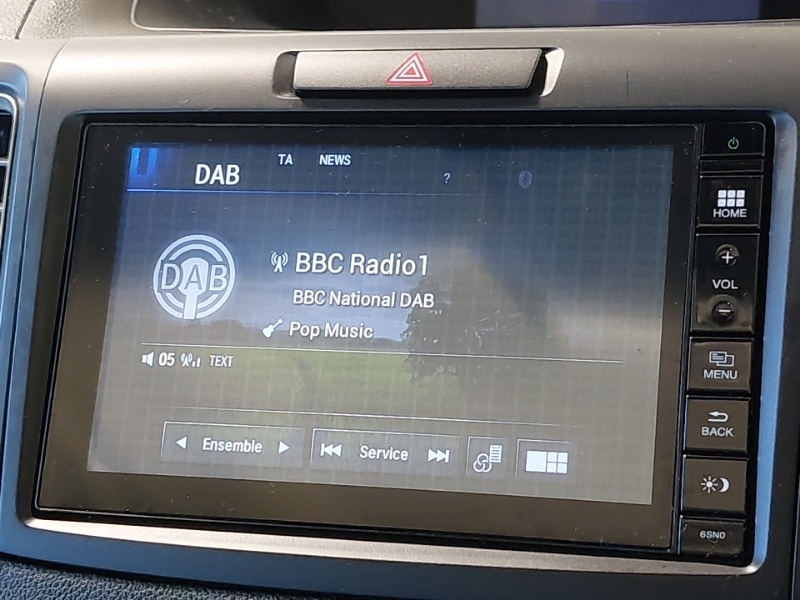 DAB
TA NEWS
?
DAB
BBC Radio1
BBC National DAB
Pop Music
05 TEXT
Ensemble
Service
HOME
+
VOL
−
MENU
BACK
6SN0